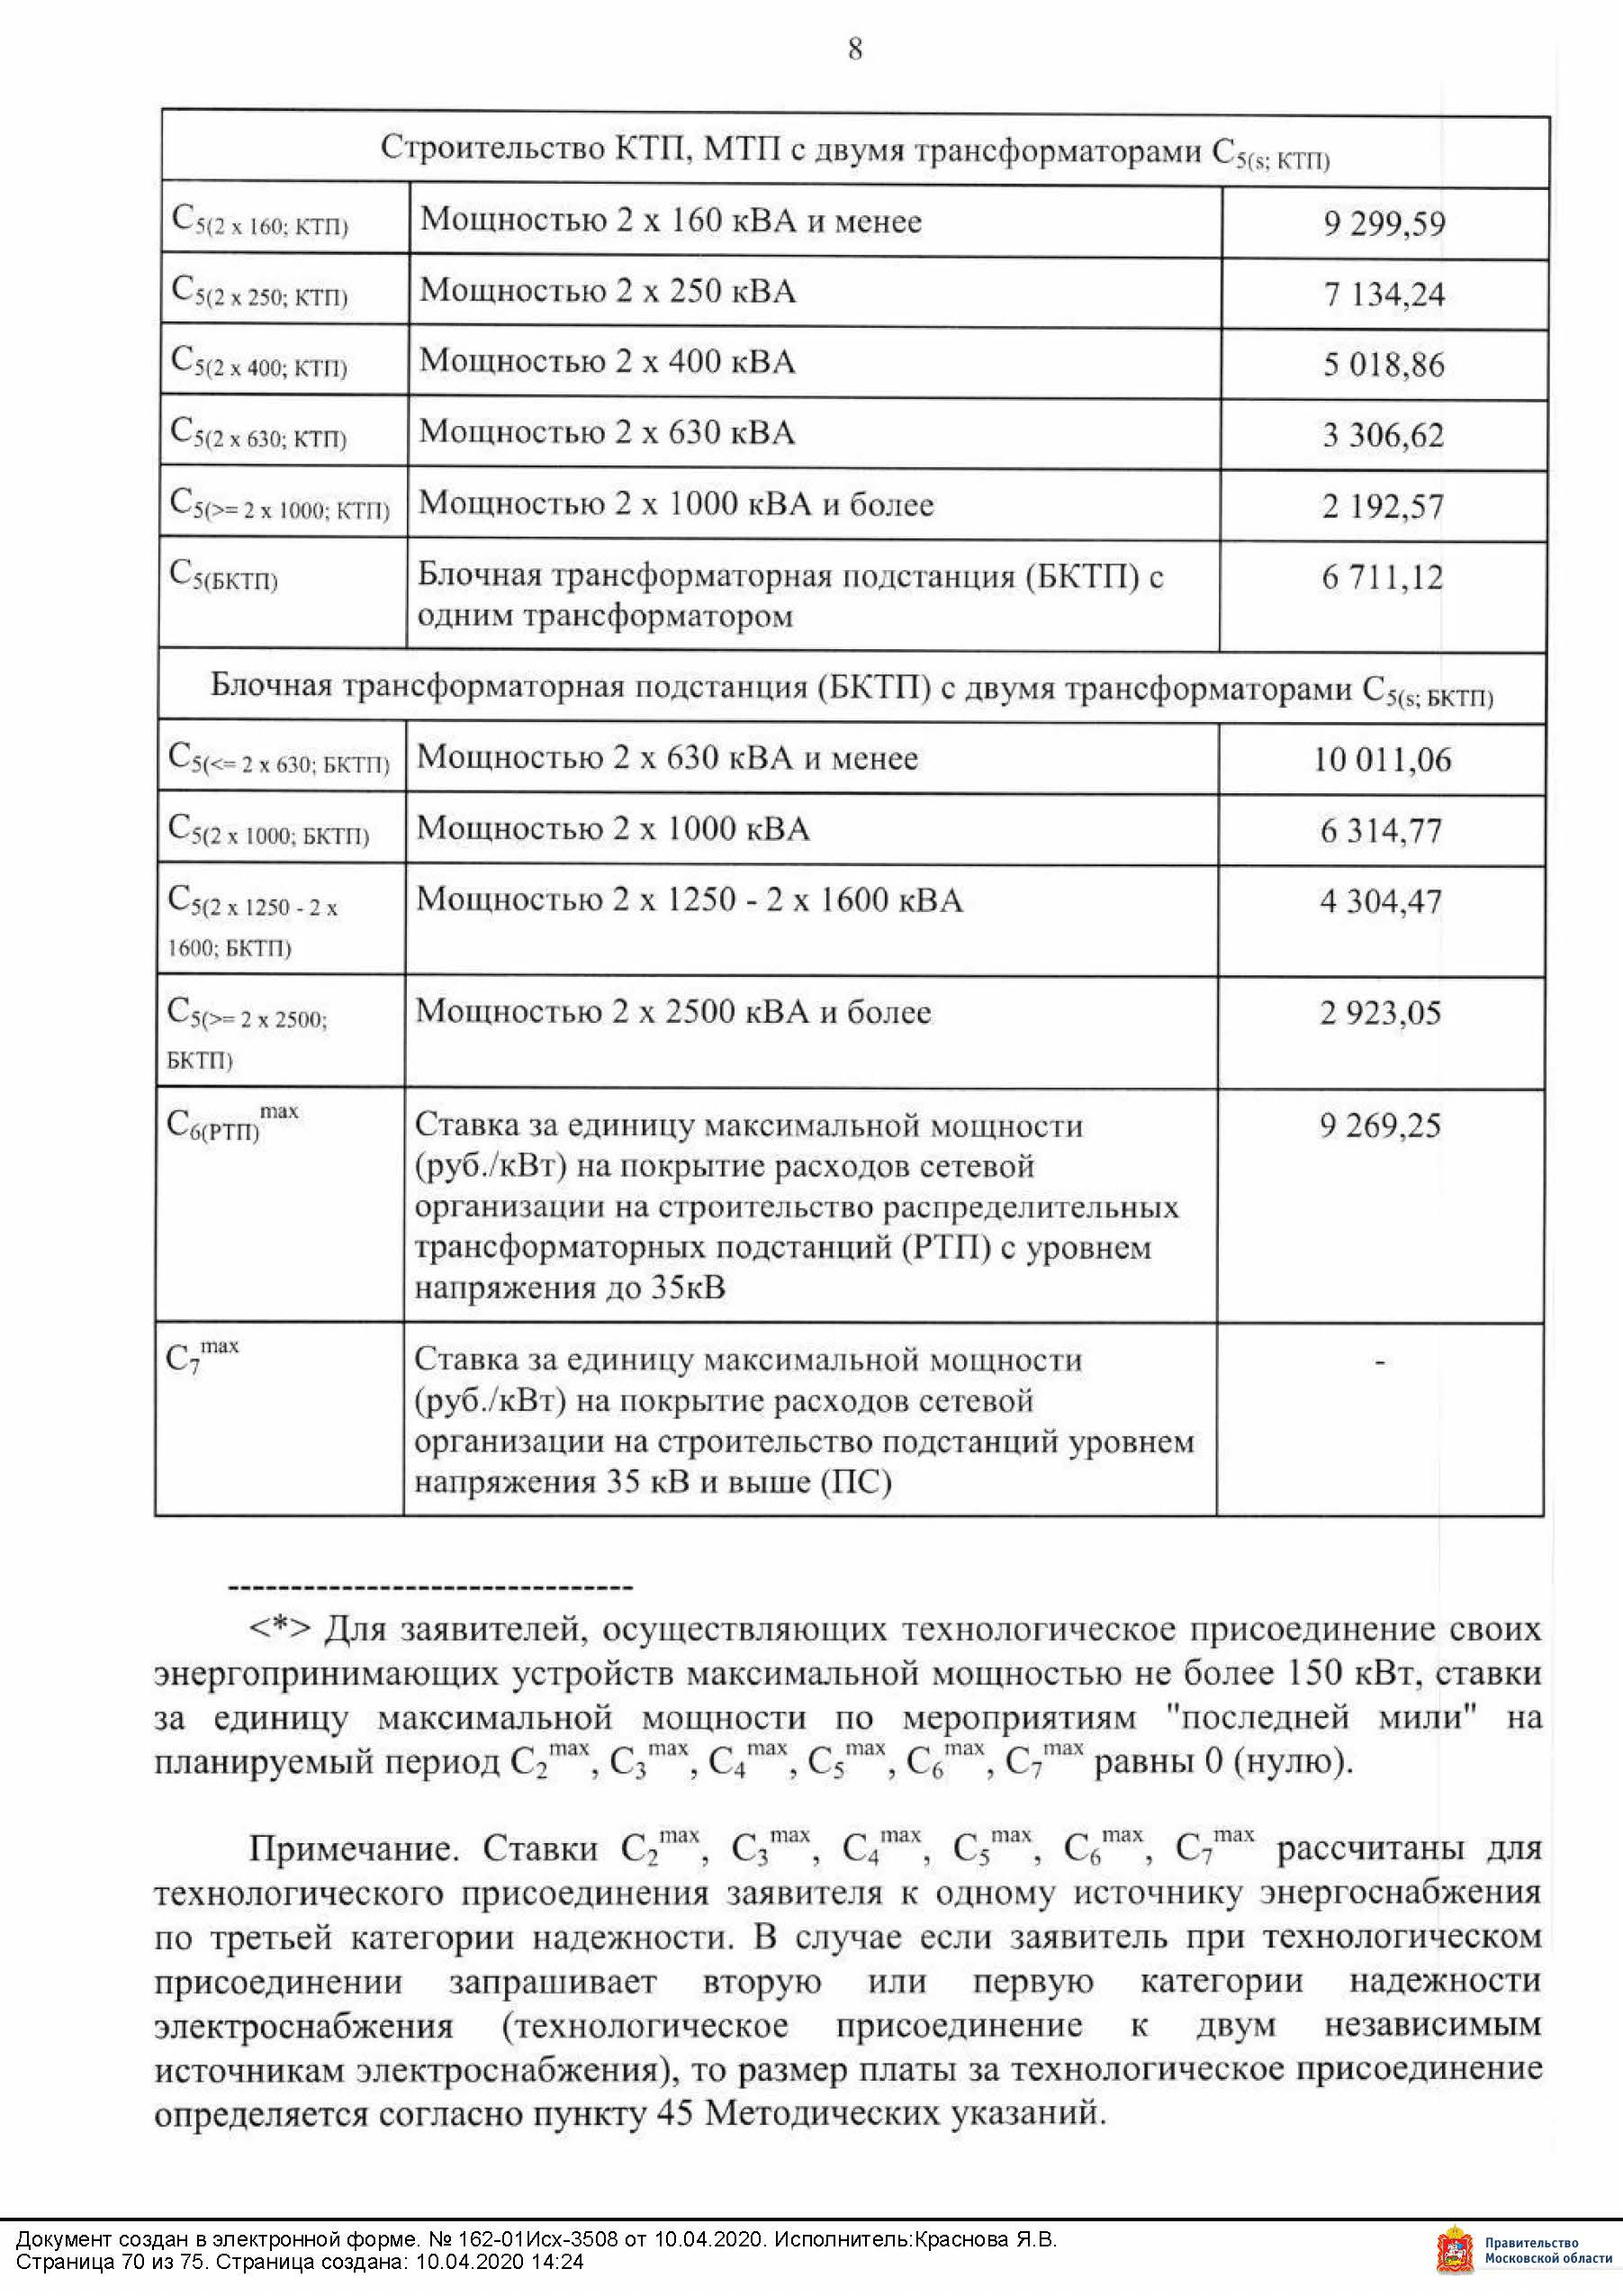 8
Строительство КТП, МТП с двумя трансформаторами С5(s; КТП)
С5(2 х 160; КТП) Мощностью 2 х 160 кВА и менее 9 299,59
С5(2 х 250; КТП) Мощностью 2 х 250 кВА 7 134,24
С5(2 х 400; КТП) Мощностью 2 х 400 кВА 5 018,86
С5(2 х 630; КТП) Мощностью 2 х 630 кВА 3 306,62
С5(>= 2 х 1000; КТП) Мощностью 2 х 1000 кВА и более 2 192,57
С5(БКТП) Блочная трансформаторная подстанция (БКТП) с 6 711,12
одним трансформатором
Блочная трансформаторная подстанция (БКТП) с двумя трансформаторами С5(s; БКТП)
С5(<= 2 х 630; БКТП) Мощностью 2 х 630 кВА и менее 10 011,06
С5(2 х 1000; БКТП) Мощностью 2 х 1000 кВА 6 314,77
С5(2 х 1250 - 2 х Мощностью 2 х 1250 - 2 х 1600 кВА 4 304,47
1600; БКТП)
С5(>= 2 х 2500; Мощностью 2 х 2500 кВА и более 2 923,05
БКТП)
С6(РТП)max Ставка за единицу максимальной мощности 9 269,25
(руб./кВт) на покрытие расходов сетевой
организации на строительство распределительных
трансформаторных подстанций (РТП) с уровнем
напряжения до 35кВ
С7max Ставка за единицу максимальной мощности -
(руб./кВт) на покрытие расходов сетевой
организации на строительство подстанций уровнем
напряжения 35 кВ и выше (ПС)
--------------------------------
<*> Для заявителей, осуществляющих технологическое присоединение своих
энергопринимающих устройств максимальной мощностью не более 150 кВт, ставки
за единицу максимальной мощности по мероприятиям "последней мили" на
планируемый период С2max, С3max, С4max, С5max, С6max, С7max равны 0 (нулю).
Примечание. Ставки С2max, С3max, С4max, С5max, С6max, С7max рассчитаны для
технологического присоединения заявителя к одному источнику энергоснабжения
по третьей категории надежности. В случае если заявитель при технологическом
присоединении запрашивает вторую или первую категории надежности
электроснабжения (технологическое присоединение к двум независимым
источникам электроснабжения), то размер платы за технологическое присоединение
определяется согласно пункту 45 Методических указаний.
Документ создан в электронной форме. № 162-01Исх-3508 от 10.04.2020. Исполнитель:Краснова Я.В.
Страница 70 из 75. Страница создана: 10.04.2020 14:24
Правительство
Московской области